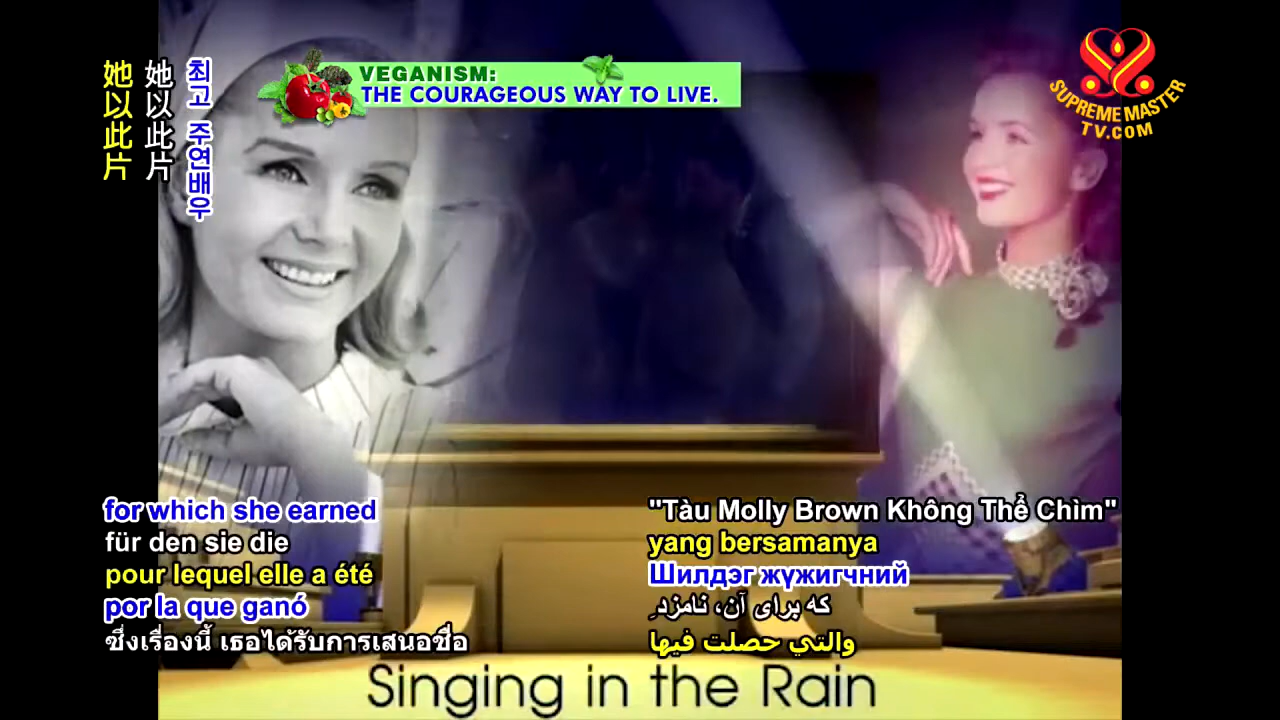 她以此片
她以此片
최고 주연배우
VEGANISM:
THE COURAGEOUS WAY TO LIVE.
SUPREME MASTER
TV.COM
for which she earned
für den sie die
pour lequel elle a été
por la que ganó
ซึ่งเรื่องนี้ เธอได้รับการเสนอชื่อ
"Tàu Molly Brown Không Thể Chìm"
yang bersamanya
Шилдэг жүжигчний
که برای آن، نامزدِ
والتي حصلت فيها
Singing in the Rain